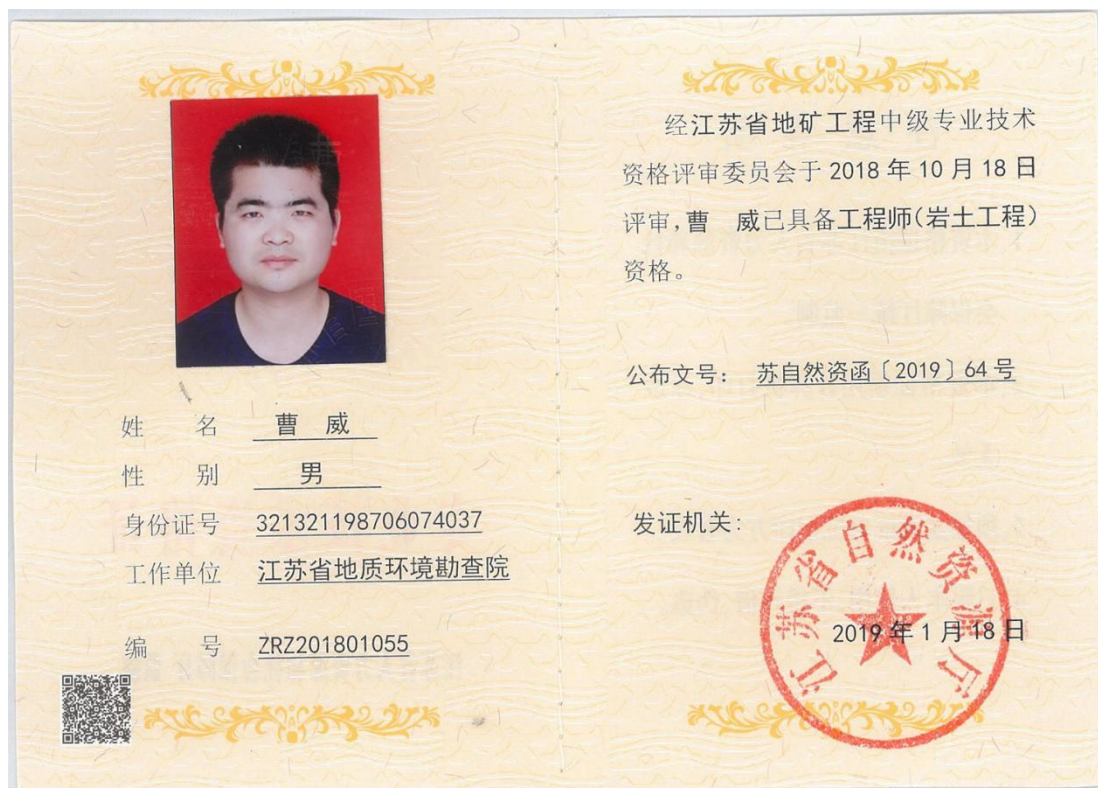 姓 名 曹 威
性 别 男
身份证号 321321198706074037
工作单位 江苏省地质环境勘查院
编 号 ZRZ201801055
经江苏省地矿工程中级专业技术
资格评审委员会于 2018 年 10 月 18 日
评审,曹 威已具备工程师(岩土工程)
资格。
公布文号: 苏自然资函〔2019〕64 号
发证机关:
江苏省自然资源厅
2019 年 1 月 18 日